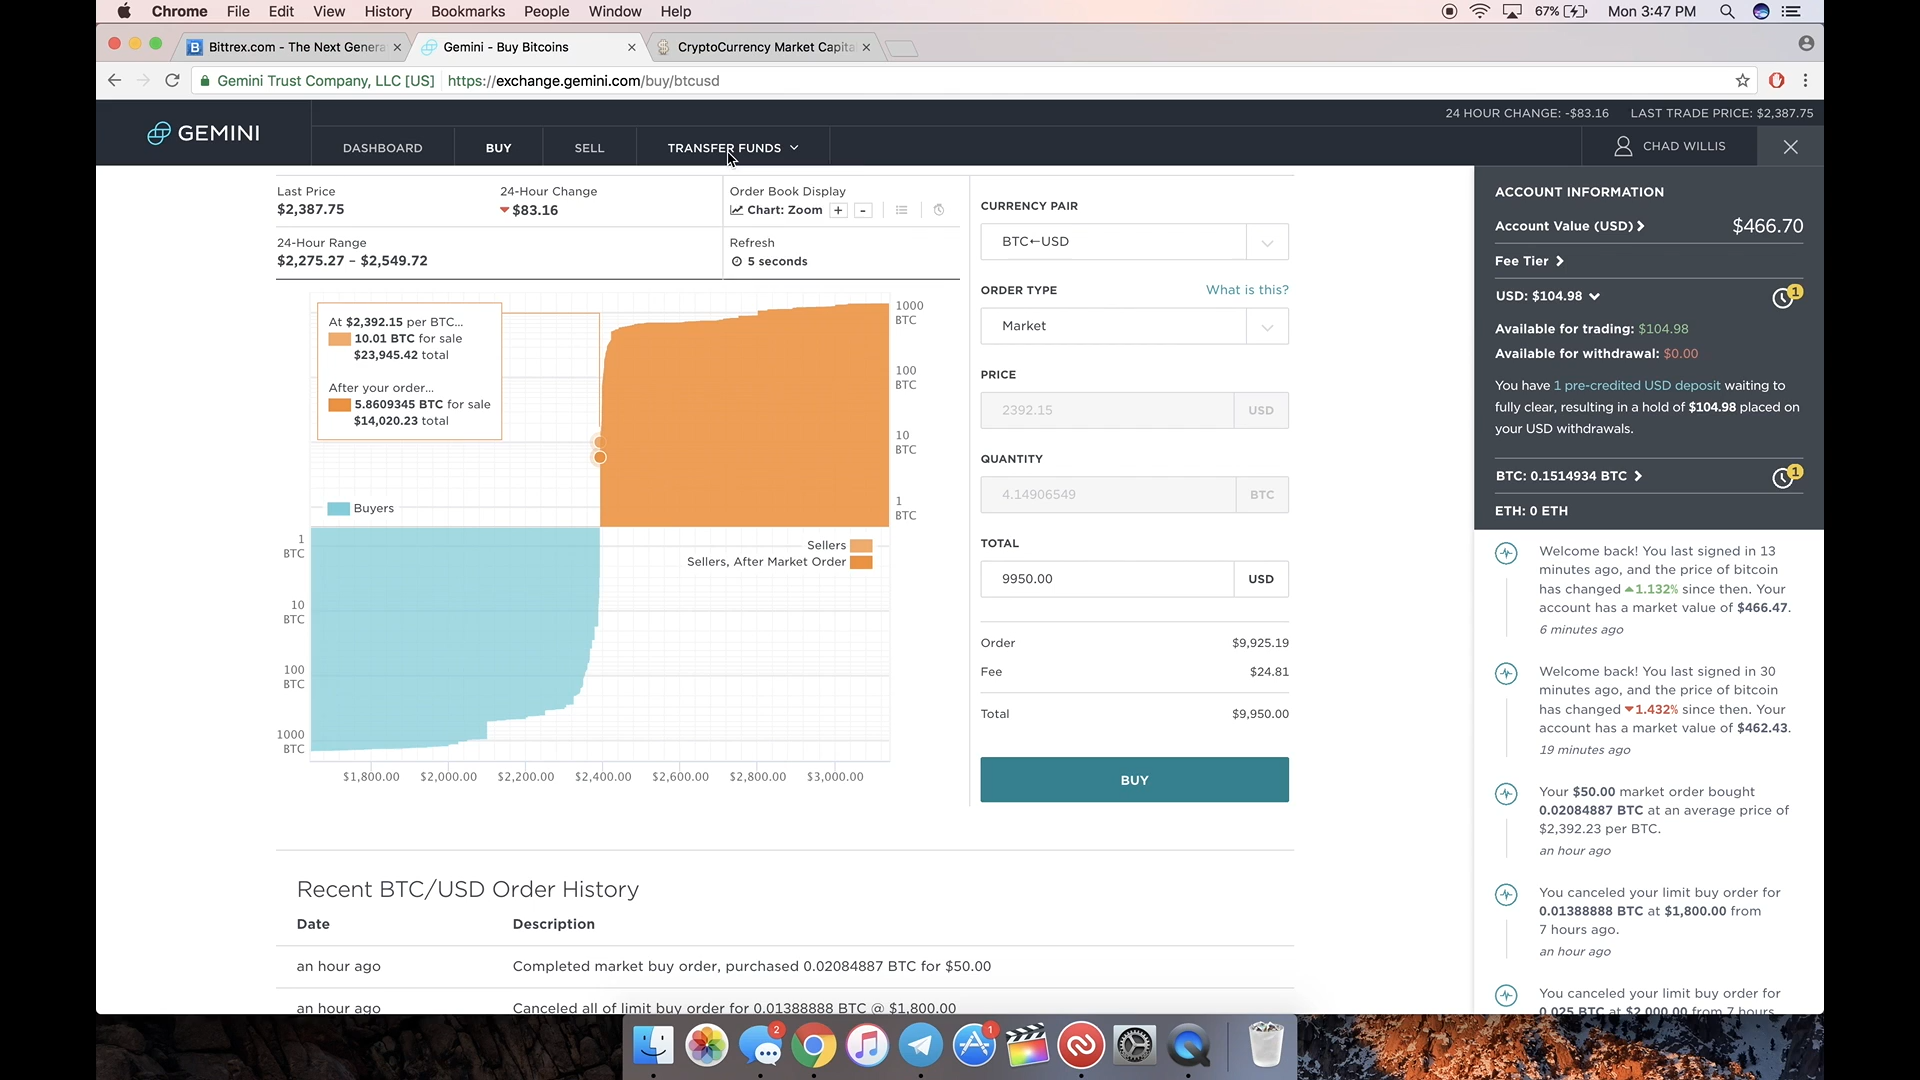 Chrome File Edit View History Bookmarks People Window Help 67% Mon 3:47 PM
Bittrex.com - The Next Genera Gemini - Buy Bitcoins CryptoCurrency Market Capita
Gemini Trust Company, LLC [US] https://exchange.gemini.com/buy/btcusd
24 HOUR CHANGE: -$83.16 LAST TRADE PRICE: $2,387.75
GEMINI DASHBOARD BUY SELL TRANSFER FUNDS CHAD WILLIS
Last Price
$2,387.75
24-Hour Change
$83.16
Order Book Display
Chart: Zoom + -
24-Hour Range
$2,275.27 – $2,549.72
Refresh
5 seconds
At $2,392.15 per BTC...
10.01 BTC for sale
$23,945.42 total
After your order...
5.8609345 BTC for sale
$14,020.23 total
1000
BTC
100
BTC
10
BTC
1
BTC
Buyers
Sellers
Sellers, After Market Order
1
BTC
10
BTC
100
BTC
1000
BTC
$1,800.00 $2,000.00 $2,200.00 $2,400.00 $2,600.00 $2,800.00 $3,000.00
CURRENCY PAIR
BTC←USD
ORDER TYPE What is this?
Market
PRICE
2392.15 USD
QUANTITY
4.14906549 BTC
TOTAL
9950.00 USD
Order $9,925.19
Fee $24.81
Total $9,950.00
BUY
Recent BTC/USD Order History
Date Description
an hour ago Completed market buy order, purchased 0.02084887 BTC for $50.00
an hour ago Canceled all of limit buy order for 0.01388888 BTC @ $1,800.00
ACCOUNT INFORMATION
Account Value (USD) $466.70
Fee Tier
USD: $104.98 1
Available for trading: $104.98
Available for withdrawal: $0.00
You have 1 pre-credited USD deposit waiting to
fully clear, resulting in a hold of $104.98 placed on
your USD withdrawals.
BTC: 0.1514934 BTC 1
ETH: 0 ETH
Welcome back! You last signed in 13
minutes ago, and the price of bitcoin
has changed 1.132% since then. Your
account has a market value of $466.47.
6 minutes ago
Welcome back! You last signed in 30
minutes ago, and the price of bitcoin
has changed 1.432% since then. Your
account has a market value of $462.43.
19 minutes ago
Your $50.00 market order bought
0.02084887 BTC at an average price of
$2,392.23 per BTC.
an hour ago
You canceled your limit buy order for
0.01388888 BTC at $1,800.00 from
7 hours ago.
an hour ago
You canceled your limit buy order for
0.025 BTC at $2,000.00 from 7 hours
2 1